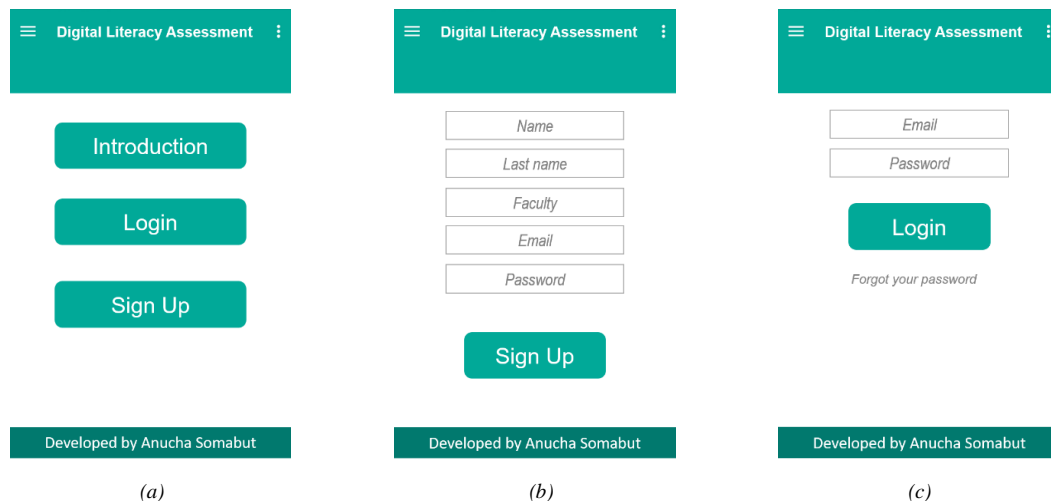 Digital Literacy Assessment
Introduction
Login
Sign Up
Developed by Anucha Somabut
(a)
Digital Literacy Assessment
Name
Last name
Faculty
Email
Password
Sign Up
Developed by Anucha Somabut
(b)
Digital Literacy Assessment
Email
Password
Login
Forgot your password
Developed by Anucha Somabut
(c)